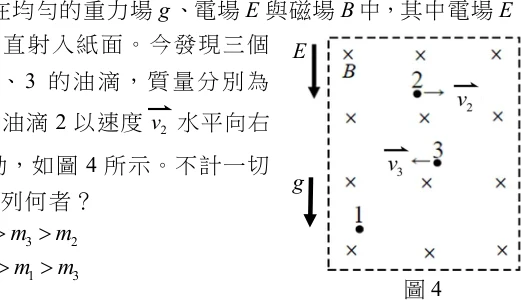 在均勻的重力場 g 、電場 E 與磁場 B 中，其中電場 E
直射入紙面。今發現三個
、3 的油滴，質量分別為
油滴 2 以速度 v₂ 水平向右
動，如圖 4 所示。不計一切
列何者？
> m₃ > m₂
> m₁ > m₃
E
× × ×
B
2
v₂
× × ×
3
v₃
g
× × ×
1
× × ×
圖 4